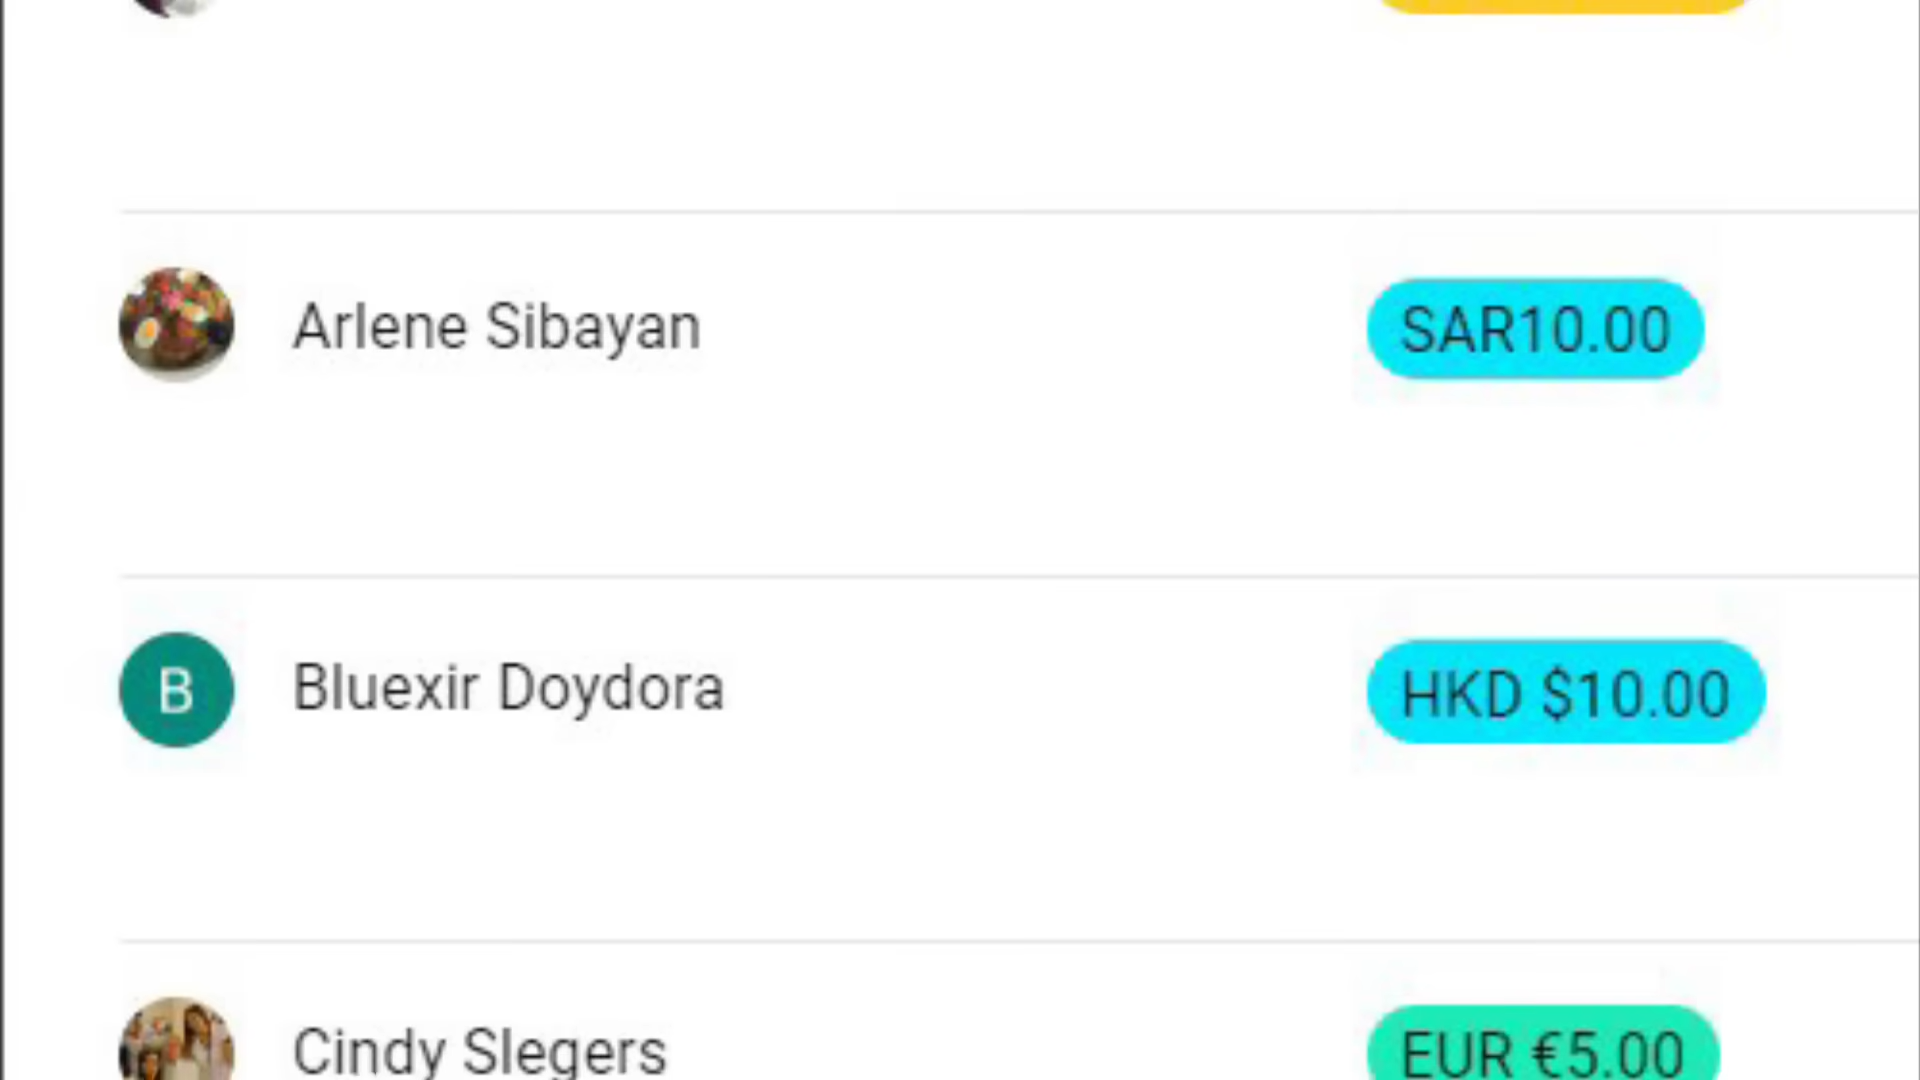 Arlene Sibayan SAR10.00
B Bluexir Doydora HKD $10.00
Cindy Slegers EUR €5.00